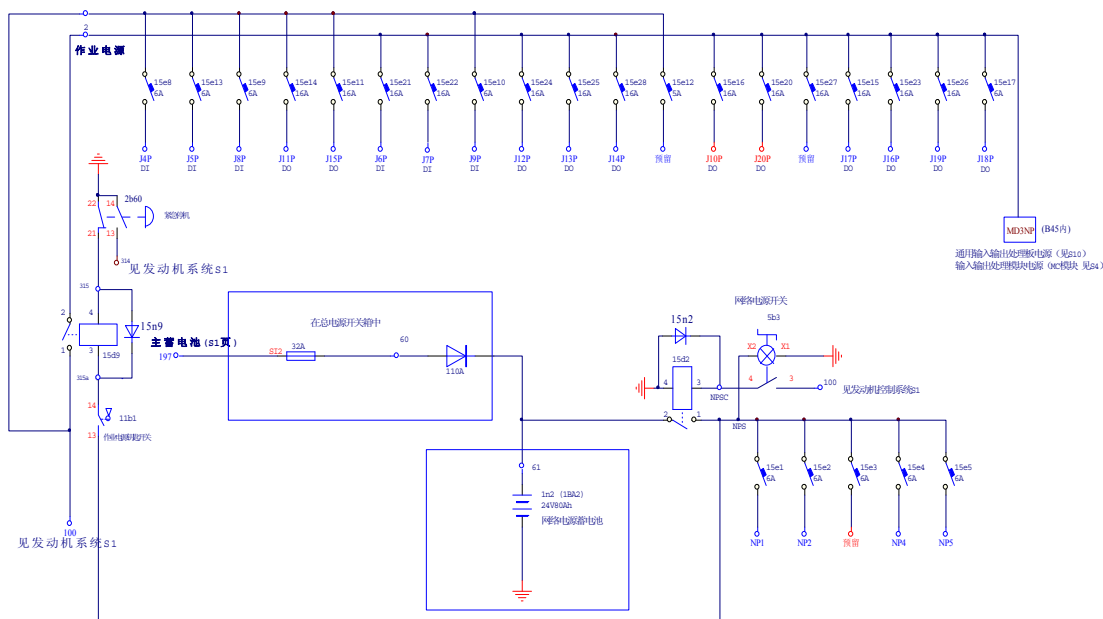 2
作业电源
15e8 15e13 15e9 15e14 15e11 15e21 15e22 15e10 15e24 15e25 15e28 15e12 15e16 15e20 15e27 15e15 15e23 15e26 15e17
6A 6A 6A 16A 16A 16A 16A 6A 16A 16A 16A 5A 16A 16A 16A 16A 16A 16A 6A
J4P J5P J8P J11P J15P J6P J7P J9P J12P J13P J14P 预留 J10P J20P 预留 J17P J16P J19P J18P
DI DI DI DI DI DI DI DI DO DO DO DO DO DO DO DO DO
22 14 2b60
21 13
314
见发动机系统S1
MD3NP (B45内)
通用输入输出处理板电源（见S10）
输入输出处理模块电源（MC模块 见S4）
315
2 4 15n9
1 3 15d9
315a
主蓄电池(S1页)
197
在总电源开关箱中
SI2 32A 60
110A
网络电源开关
5b3
15n2
X2 X1
15d2
4 3 4 3 100
NPSC
见发动机控制系统S1
2 1
NPS
14 11b1
13 作业电源钥匙开关
100
见发动机系统S1
61
1n2 (1BA2)
24V80Ah
网络电源蓄电池
15e1 15e2 15e3 15e4 15e5
6A 6A 6A 6A 6A
NP1 NP2 预留 NP4 NP5